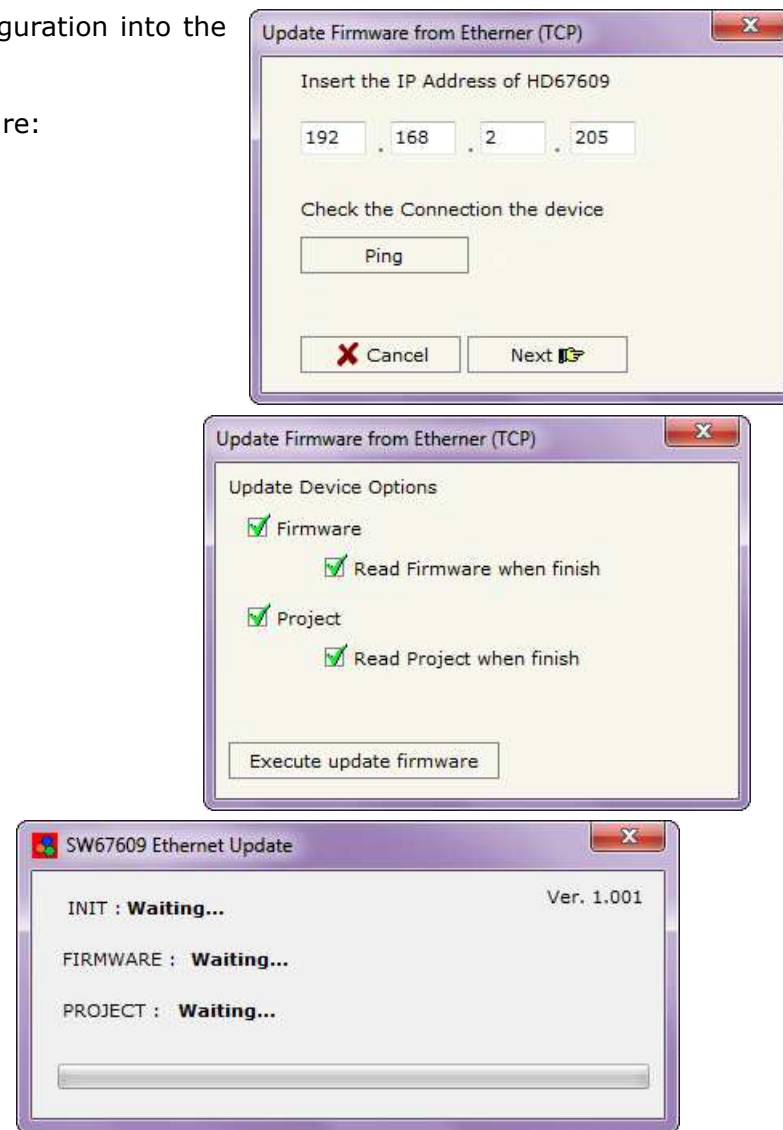 guration into the
re:
Update Firmware from Etherner (TCP)
Insert the IP Address of HD67609
192 . 168 . 2 . 205
Check the Connection the device
Ping
Cancel Next
Update Firmware from Etherner (TCP)
Update Device Options
Firmware
Read Firmware when finish
Project
Read Project when finish
Execute update firmware
SW67609 Ethernet Update
INIT : Waiting... Ver. 1.001
FIRMWARE : Waiting...
PROJECT : Waiting...